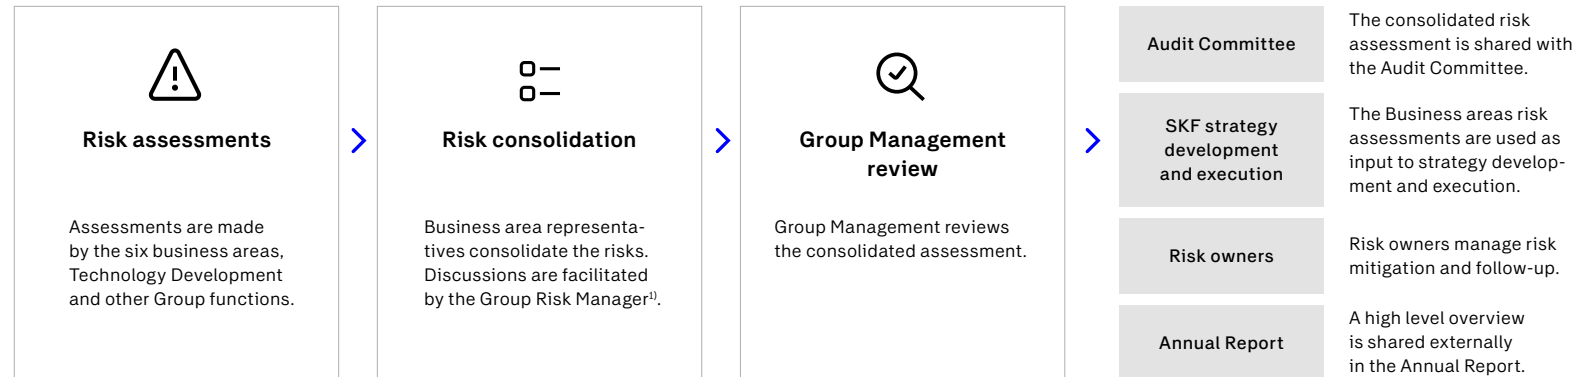 Risk assessments
Assessments are made
by the six business areas,
Technology Development
and other Group functions.
Risk consolidation
Business area representa-
tives consolidate the risks.
Discussions are facilitated
by the Group Risk Manager1).
Group Management
review
Group Management reviews
the consolidated assessment.
Audit Committee
The consolidated risk
assessment is shared with
the Audit Committee.
SKF strategy
development
and execution
The Business areas risk
assessments are used as
input to strategy develop-
ment and execution.
Risk owners
Risk owners manage risk
mitigation and follow-up.
Annual Report
A high level overview
is shared externally
in the Annual Report.